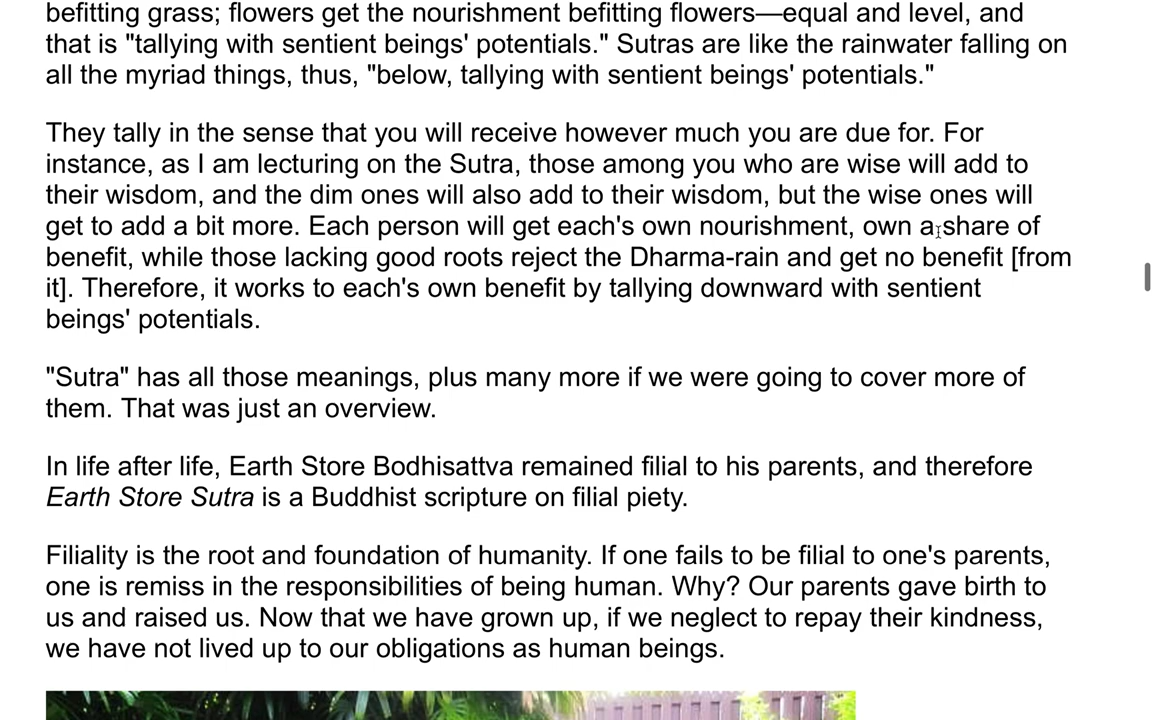 befitting grass; flowers get the nourishment befitting flowers—equal and level, and
that is "tallying with sentient beings' potentials." Sutras are like the rainwater falling on
all the myriad things, thus, "below, tallying with sentient beings' potentials."
They tally in the sense that you will receive however much you are due for. For
instance, as I am lecturing on the Sutra, those among you who are wise will add to
their wisdom, and the dim ones will also add to their wisdom, but the wise ones will
get to add a bit more. Each person will get each's own nourishment, own a share of
benefit, while those lacking good roots reject the Dharma-rain and get no benefit [from
it]. Therefore, it works to each's own benefit by tallying downward with sentient
beings' potentials.
"Sutra" has all those meanings, plus many more if we were going to cover more of
them. That was just an overview.
In life after life, Earth Store Bodhisattva remained filial to his parents, and therefore
Earth Store Sutra is a Buddhist scripture on filial piety.
Filiality is the root and foundation of humanity. If one fails to be filial to one's parents,
one is remiss in the responsibilities of being human. Why? Our parents gave birth to
us and raised us. Now that we have grown up, if we neglect to repay their kindness,
we have not lived up to our obligations as human beings.